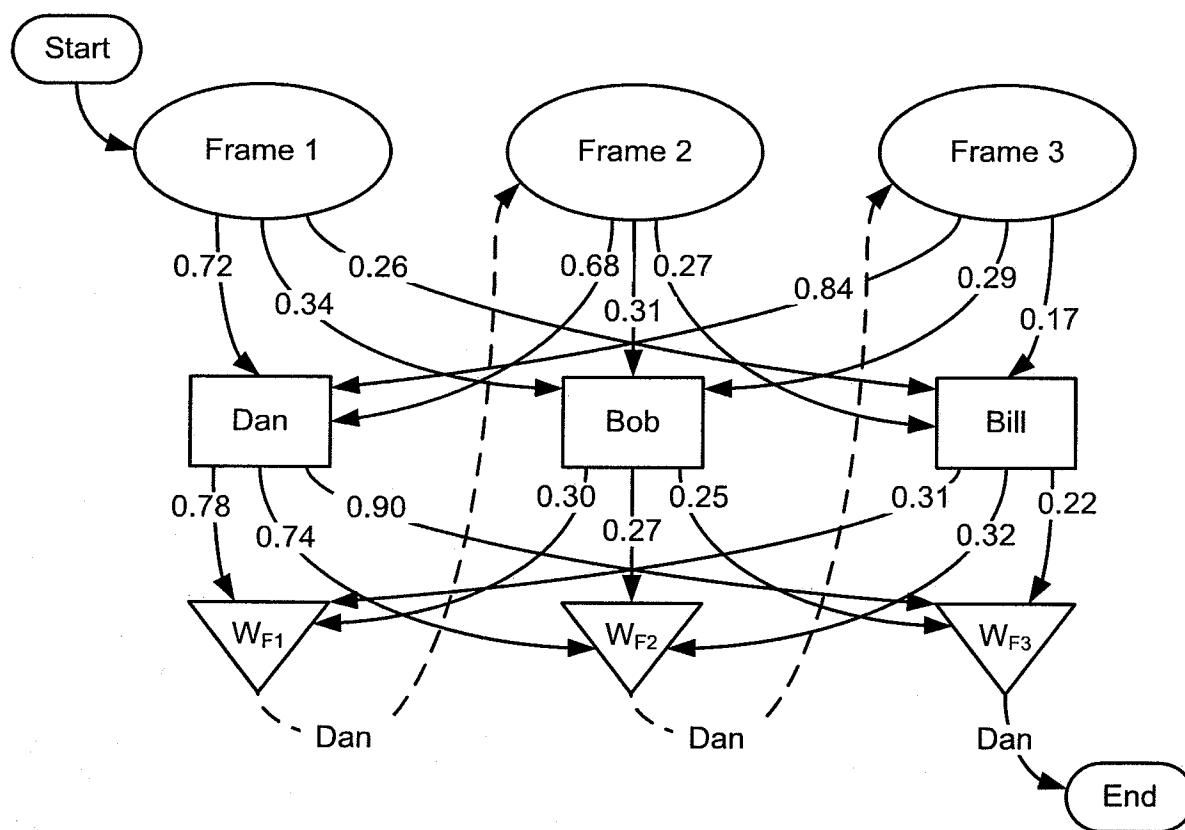 Start
Frame 1
Frame 2
Frame 3
0.72
0.26
0.68
0.27
0.84
0.29
0.34
0.31
0.17
Dan
Bob
Bill
0.78
0.90
0.30
0.25
0.31
0.22
0.74
0.27
0.32
WF1
WF2
WF3
Dan
Dan
Dan
End